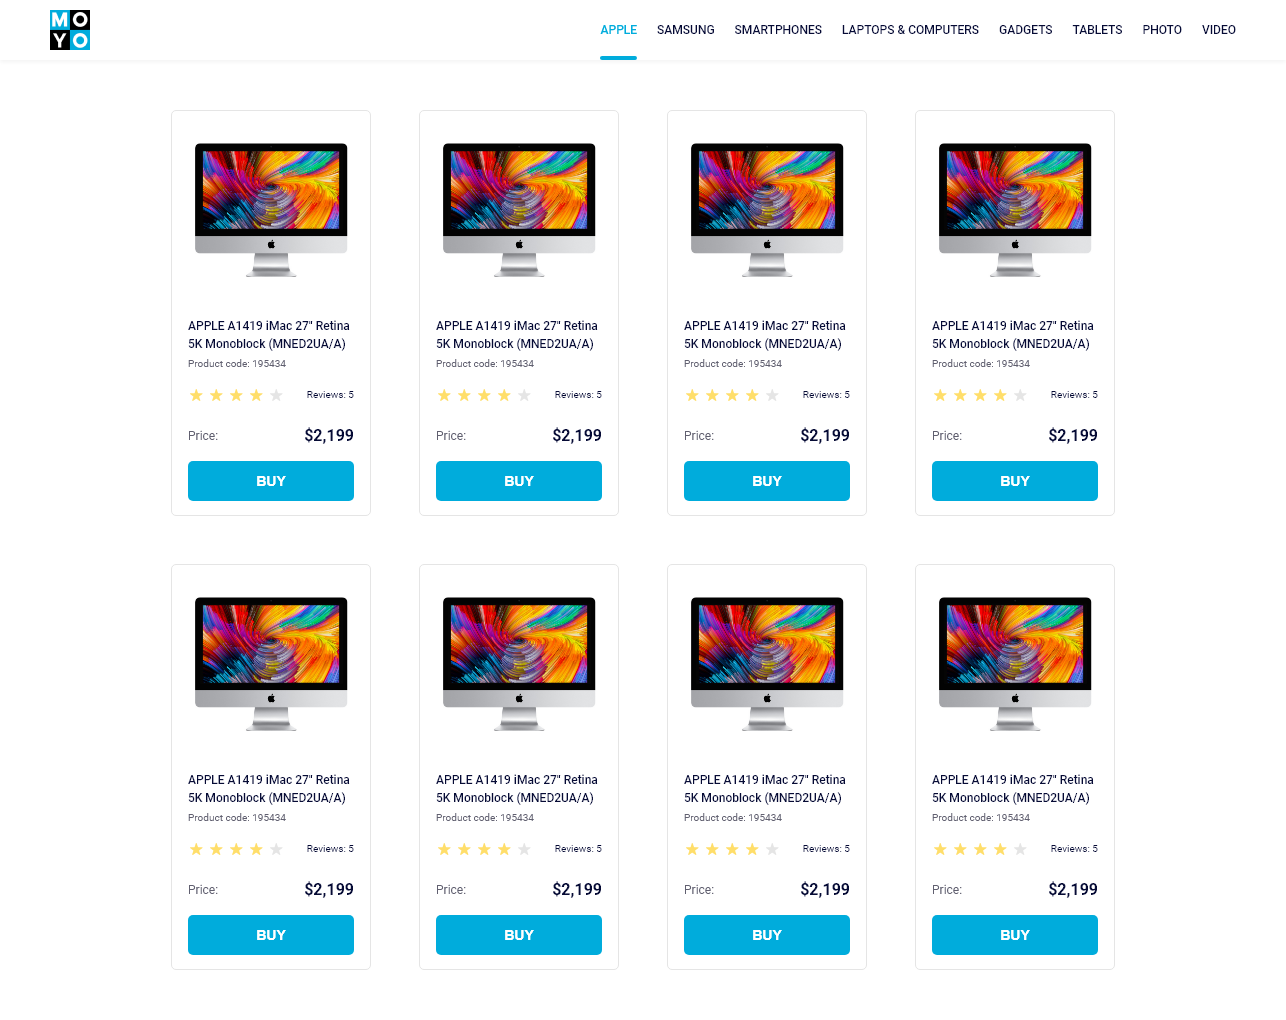 MO
YO
APPLE SAMSUNG SMARTPHONES LAPTOPS & COMPUTERS GADGETS TABLETS PHOTO VIDEO
APPLE A1419 iMac 27" Retina
5K Monoblock (MNED2UA/A)
Product code: 195434
Reviews: 5
Price: $2,199
BUY
APPLE A1419 iMac 27" Retina
5K Monoblock (MNED2UA/A)
Product code: 195434
Reviews: 5
Price: $2,199
BUY
APPLE A1419 iMac 27" Retina
5K Monoblock (MNED2UA/A)
Product code: 195434
Reviews: 5
Price: $2,199
BUY
APPLE A1419 iMac 27" Retina
5K Monoblock (MNED2UA/A)
Product code: 195434
Reviews: 5
Price: $2,199
BUY
APPLE A1419 iMac 27" Retina
5K Monoblock (MNED2UA/A)
Product code: 195434
Reviews: 5
Price: $2,199
BUY
APPLE A1419 iMac 27" Retina
5K Monoblock (MNED2UA/A)
Product code: 195434
Reviews: 5
Price: $2,199
BUY
APPLE A1419 iMac 27" Retina
5K Monoblock (MNED2UA/A)
Product code: 195434
Reviews: 5
Price: $2,199
BUY
APPLE A1419 iMac 27" Retina
5K Monoblock (MNED2UA/A)
Product code: 195434
Reviews: 5
Price: $2,199
BUY